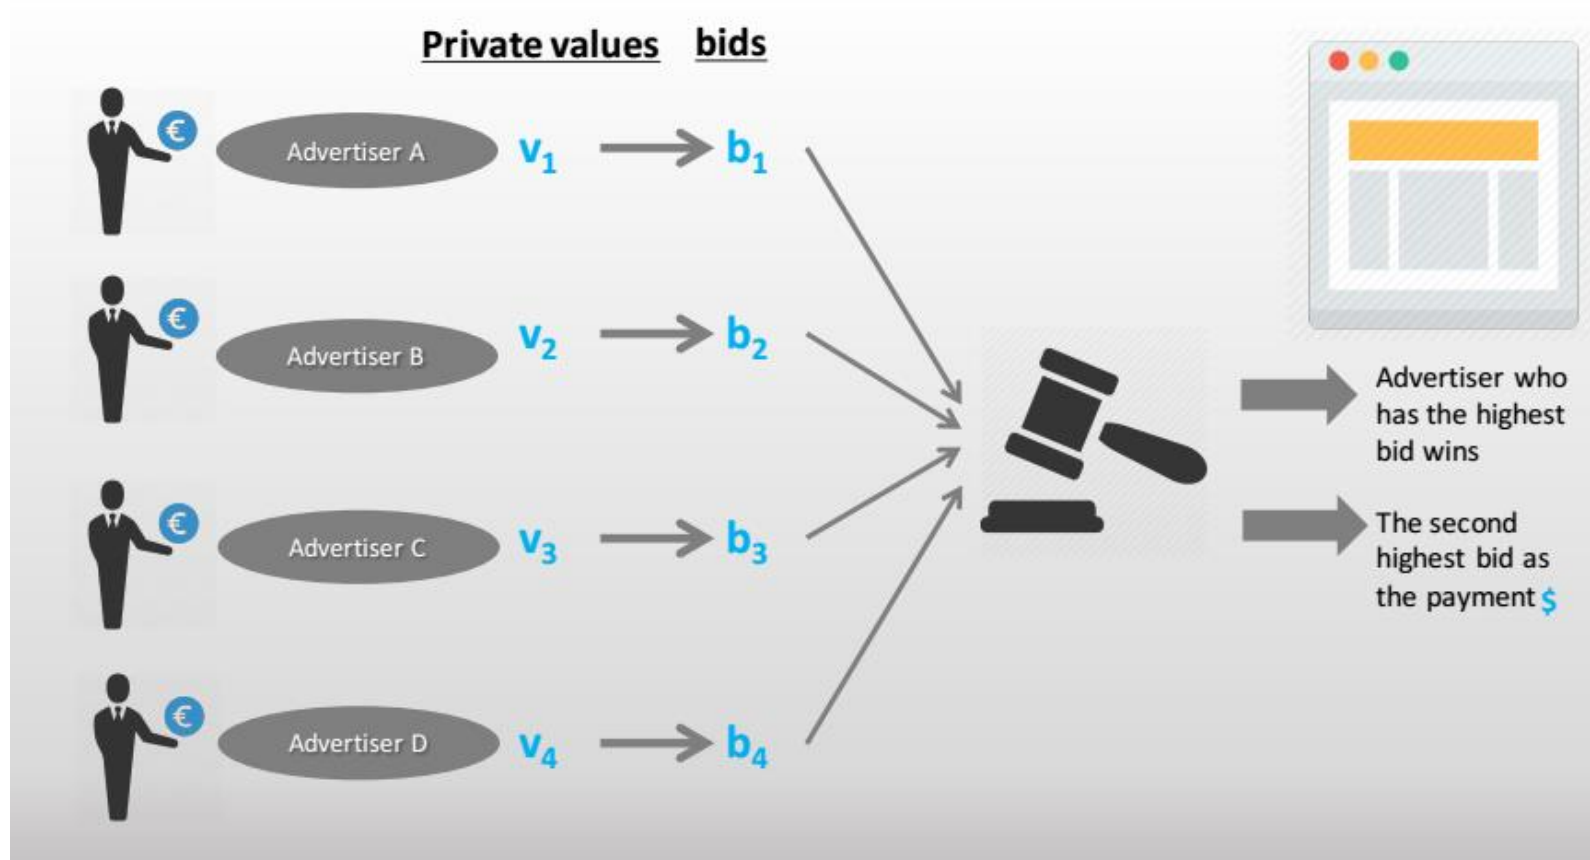 Private values bids
€ Advertiser A v₁ b₁
€ Advertiser B v₂ b₂
€ Advertiser C v₃ b₃
€ Advertiser D v₄ b₄
Advertiser who
has the highest
bid wins
The second
highest bid as
the payment $